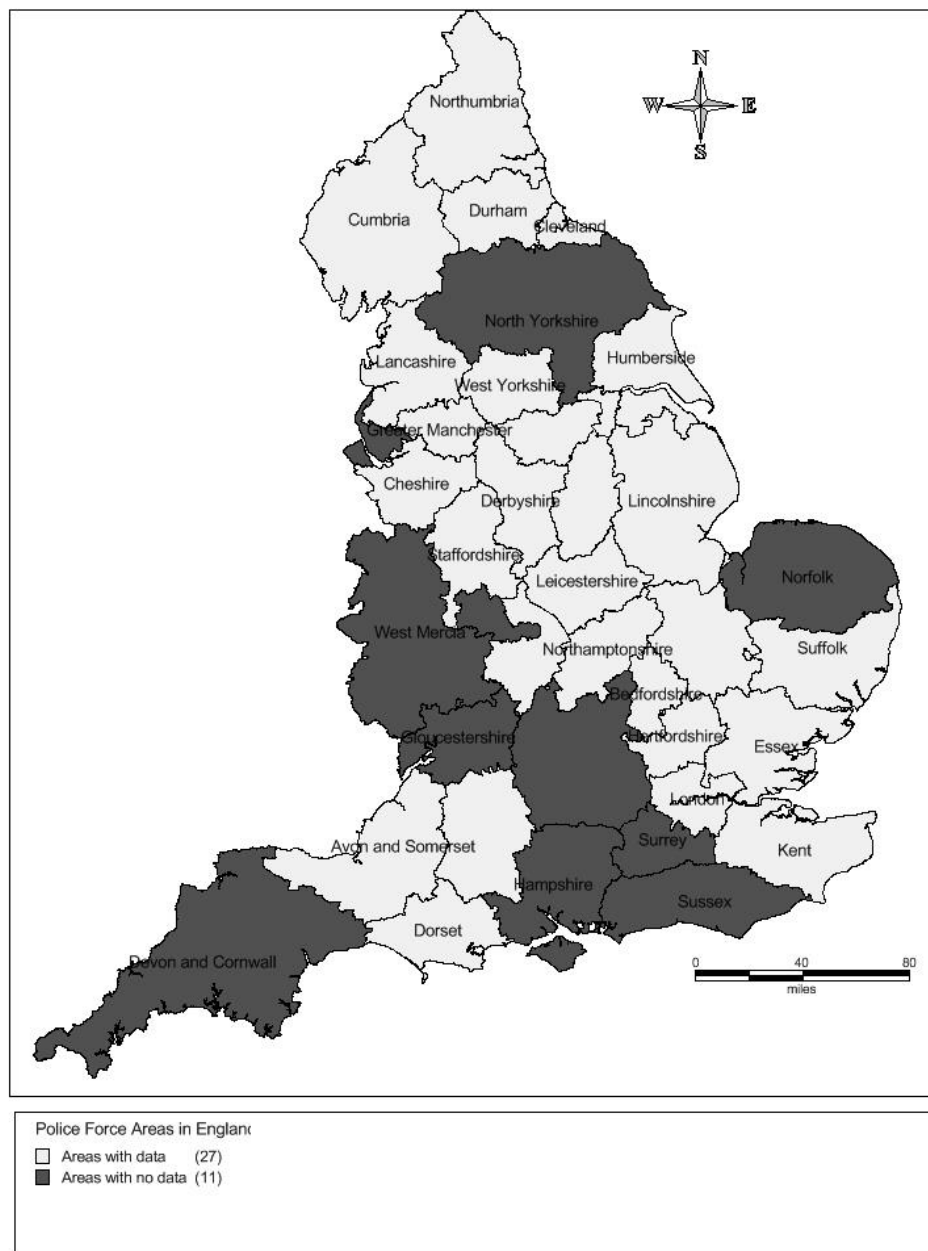 N
W E
S
Northumbria
Cumbria
Durham
Cleveland
North Yorkshire
Lancashire
Humberside
West Yorkshire
Greater Manchester
Cheshire
Derbyshire
Lincolnshire
Staffordshire
Leicestershire
Norfolk
West Mercia
Northamptonshire
Suffolk
Bedfordshire
Gloucestershire
Hertfordshire
Essex
London
Avon and Somerset
Surrey
Kent
Hampshire
Sussex
Dorset
Devon and Cornwall
0 40 80
miles
Police Force Areas in Englanc
Areas with data (27)
Areas with no data (11)